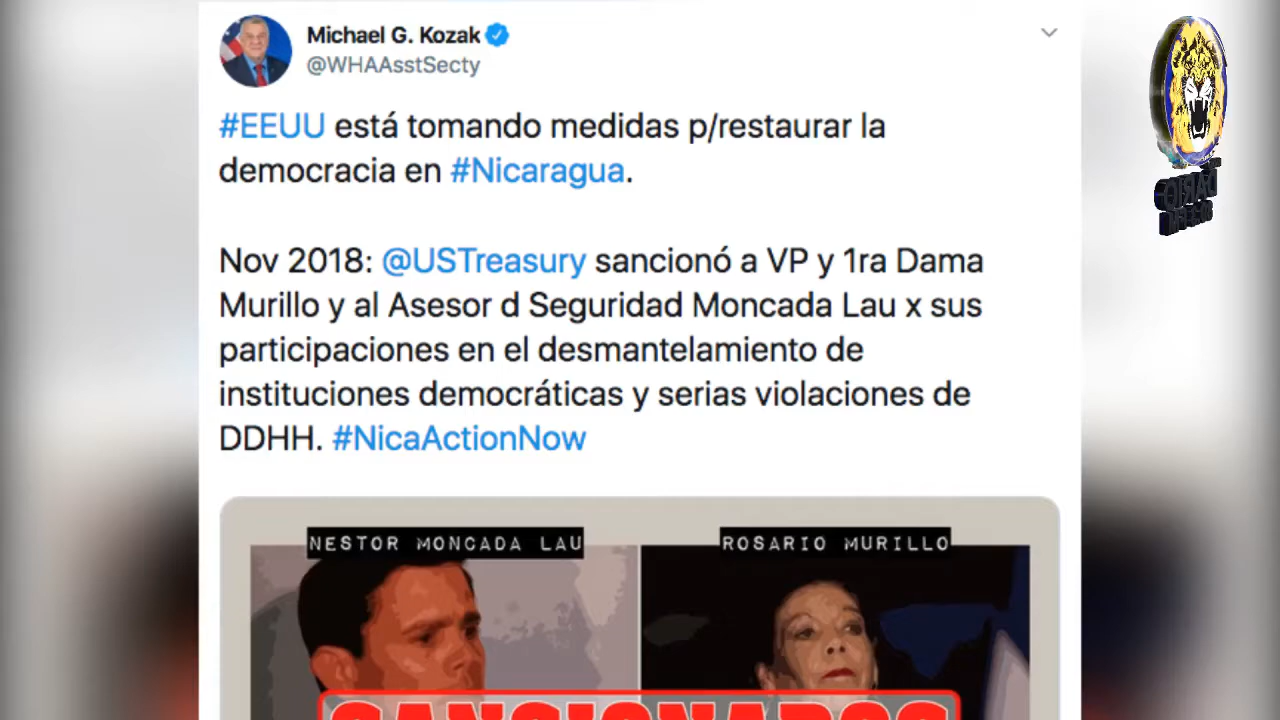 Michael G. Kozak
@WHAAsstSecty
#EEUU está tomando medidas p/restaurar la
democracia en #Nicaragua.
Nov 2018: @USTreasury sancionó a VP y 1ra Dama
Murillo y al Asesor d Seguridad Moncada Lau x sus
participaciones en el desmantelamiento de
instituciones democráticas y serias violaciones de
DDHH. #NicaActionNow
NESTOR MONCADA LAU
ROSARIO MURILLO
SANCIONADOS